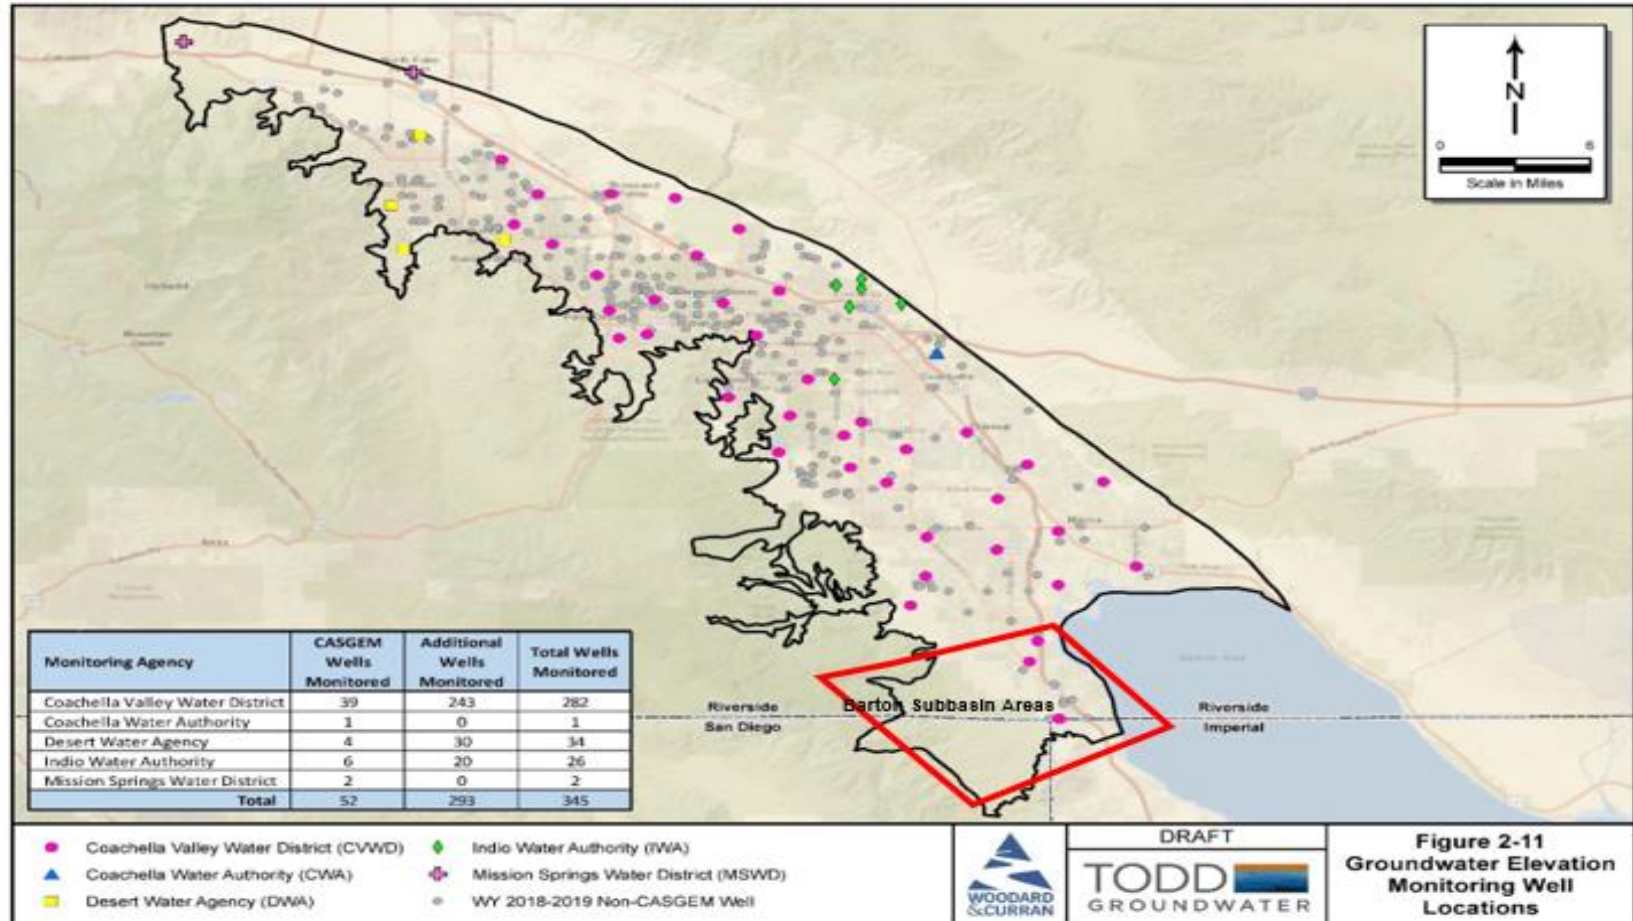 N
0 6
Scale in Miles
Monitoring Agency CASGEM Wells Monitored Additional Wells Monitored Total Wells Monitored
Coachella Valley Water District 39 243 282
Coachella Water Authority 1 0 1
Desert Water Agency 4 30 34
Indio Water Authority 6 20 26
Mission Springs Water District 2 0 2
Total 52 293 345
Riverside
San Diego
Barton Subbasin Areas
Riverside
Imperial
Coachella Valley Water District (CVWD)
Coachella Water Authority (CWA)
Desert Water Agency (DWA)
Indio Water Authority (IWA)
Mission Springs Water District (MSWD)
WY 2018-2019 Non-CASGEM Well
WOODARD
&CURRAN
DRAFT
TODD
GROUNDWATER
Figure 2-11
Groundwater Elevation
Monitoring Well
Locations